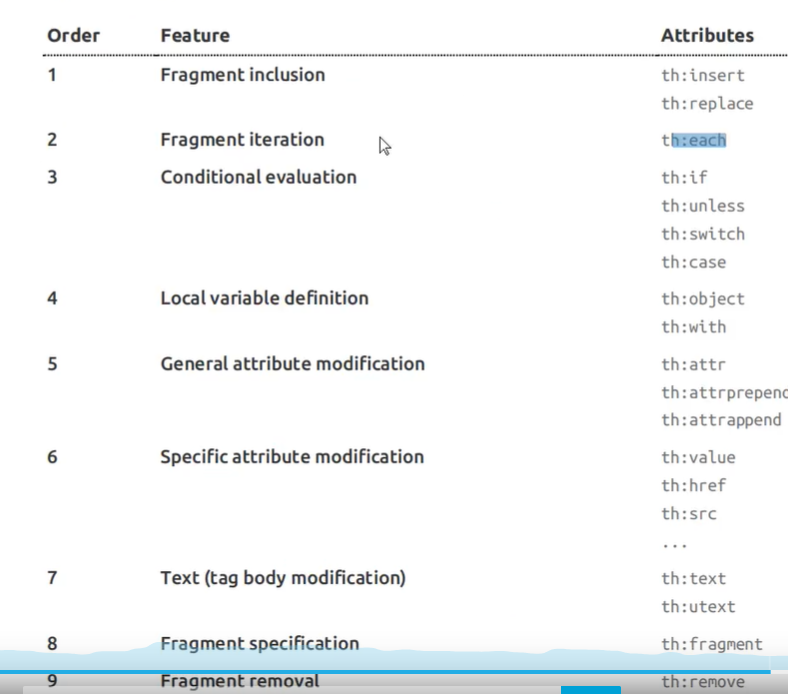 Order Feature Attributes
1 Fragment inclusion th:insert
th:replace
2 Fragment iteration th:each
3 Conditional evaluation th:if
th:unless
th:switch
th:case
4 Local variable definition th:object
th:with
5 General attribute modification th:attr
th:attrprepend
th:attrappend
6 Specific attribute modification th:value
th:href
th:src
...
7 Text (tag body modification) th:text
th:utext
8 Fragment specification th:fragment
9 Fragment removal th:remove